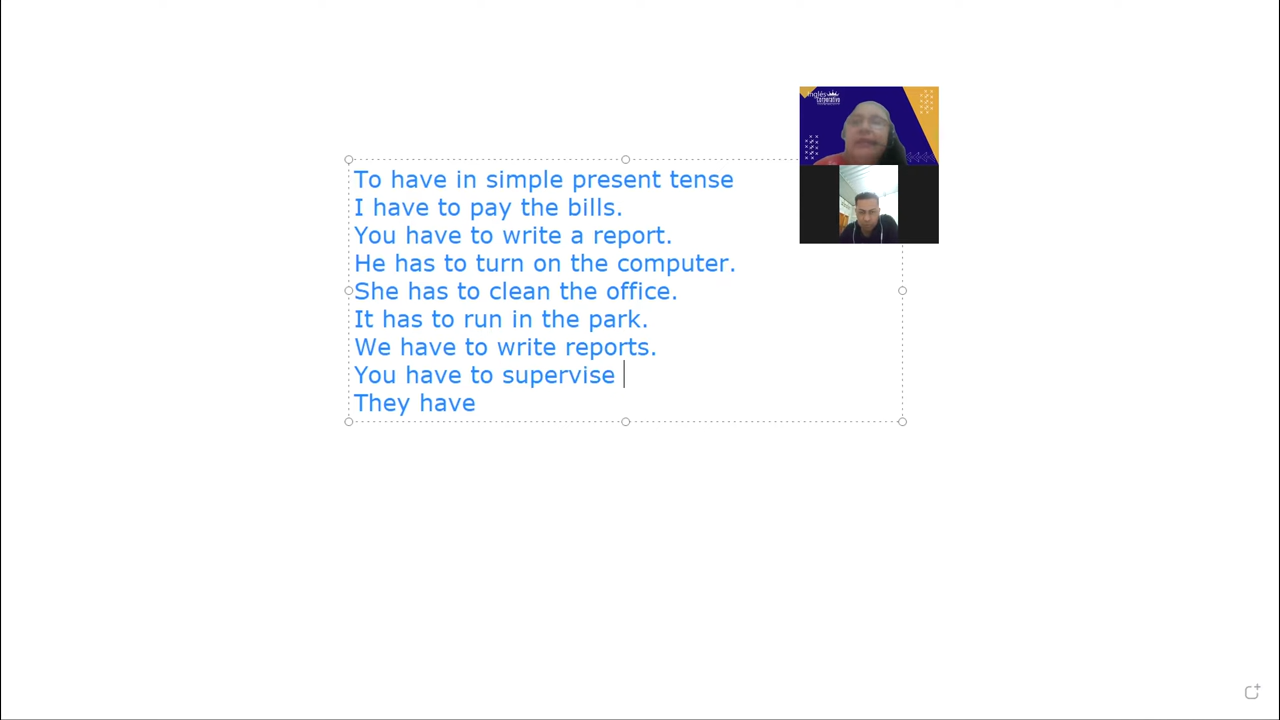 Inglés
Corporativo
To have in simple present tense
I have to pay the bills.
You have to write a report.
He has to turn on the computer.
She has to clean the office.
It has to run in the park.
We have to write reports.
You have to supervise
They have